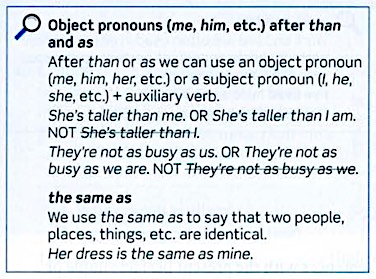 Object pronouns (me, him, etc.) after than
and as
After than or as we can use an object pronoun
(me, him, her, etc.) or a subject pronoun (I, he,
she, etc.) + auxiliary verb.
She's taller than me. OR She's taller than I am.
NOT She's taller than I.
They're not as busy as us. OR They're not as
busy as we are. NOT They're not as busy as we.
the same as
We use the same as to say that two people,
places, things, etc. are identical.
Her dress is the same as mine.